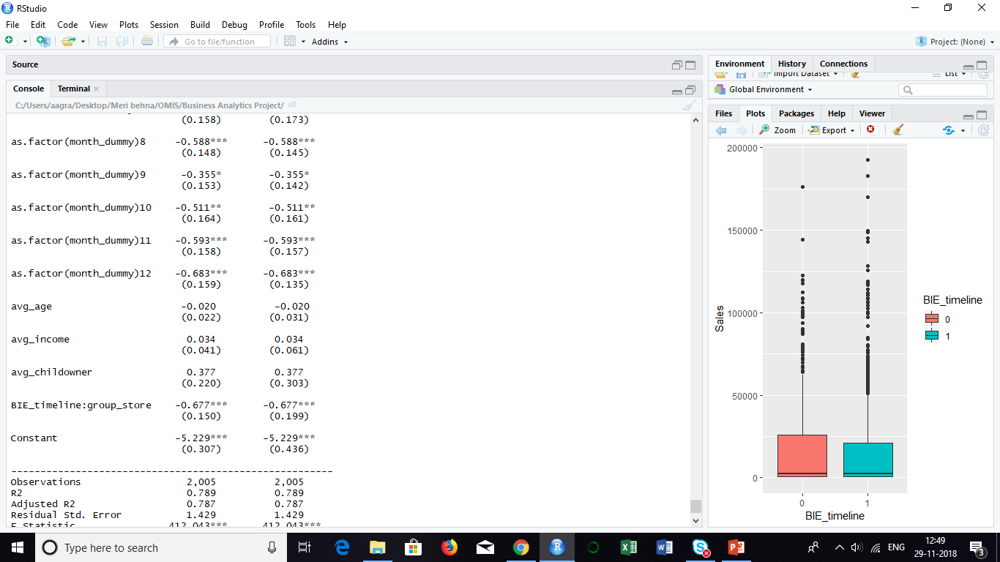 RStudio
File Edit Code View Plots Session Build Debug Profile Tools Help
Go to file/function
Addins
Project: (None)
Source
Console Terminal
C:/Users/aagra/Desktop/Meri behna/OMIS/Business Analytics Project/
(0.158) (0.173)
as.factor(month_dummy)8 -0.588*** -0.588***
(0.148) (0.145)
as.factor(month_dummy)9 -0.355* -0.355*
(0.153) (0.142)
as.factor(month_dummy)10 -0.511** -0.511**
(0.164) (0.161)
as.factor(month_dummy)11 -0.593*** -0.593***
(0.158) (0.157)
as.factor(month_dummy)12 -0.683*** -0.683***
(0.159) (0.135)
avg_age -0.020 -0.020
(0.022) (0.031)
avg_income 0.034 0.034
(0.041) (0.061)
avg_childowner 0.377 0.377
(0.220) (0.303)
BIE_timeline:group_store -0.677*** -0.677***
(0.150) (0.199)
Constant -5.229*** -5.229***
(0.307) (0.436)
-------------------------------------------------------
Observations 2,005 2,005
R2 0.789 0.789
Adjusted R2 0.787 0.787
Residual Std. Error 1.429 1.429
F Statistic 412.043*** 412.043***
Environment History Connections
Import Dataset List
Global Environment
Files Plots Packages Help Viewer
Zoom Export
200000
150000
100000
50000
0
Sales
0 1
BIE_timeline
BIE_timeline
0
1
Type here to search
ENG
12:49
29-11-2018
3